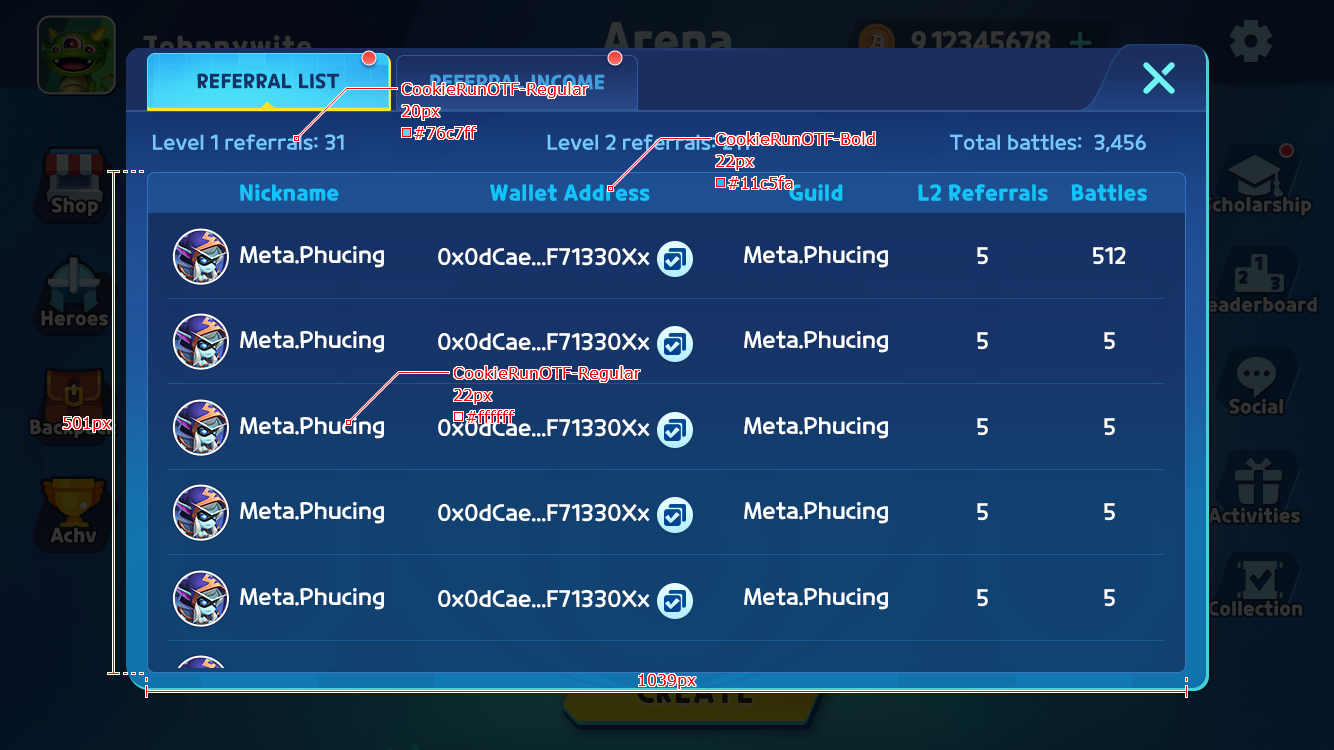 Johnnywite
Arena
9.12345678
REFERRAL LIST
REFERRAL INCOME
CookieRunOTF-Regular
20px
#76c7ff
Level 1 referrals: 31
Level 2 referrals:
Total battles: 3,456
CookieRunOTF-Bold
22px
#11c5fa
Nickname
Wallet Address
Guild
L2 Referrals
Battles
Meta.Phucing 0x0dCae...F71330Xx Meta.Phucing 5 512
Meta.Phucing 0x0dCae...F71330Xx Meta.Phucing 5 5
CookieRunOTF-Regular
22px
#ffffff
Meta.Phucing 0x0dCae...F71330Xx Meta.Phucing 5 5
Meta.Phucing 0x0dCae...F71330Xx Meta.Phucing 5 5
Meta.Phucing 0x0dCae...F71330Xx Meta.Phucing 5 5
501px
1039px
Shop
Heroes
Achv
Social
Activities
CREATE